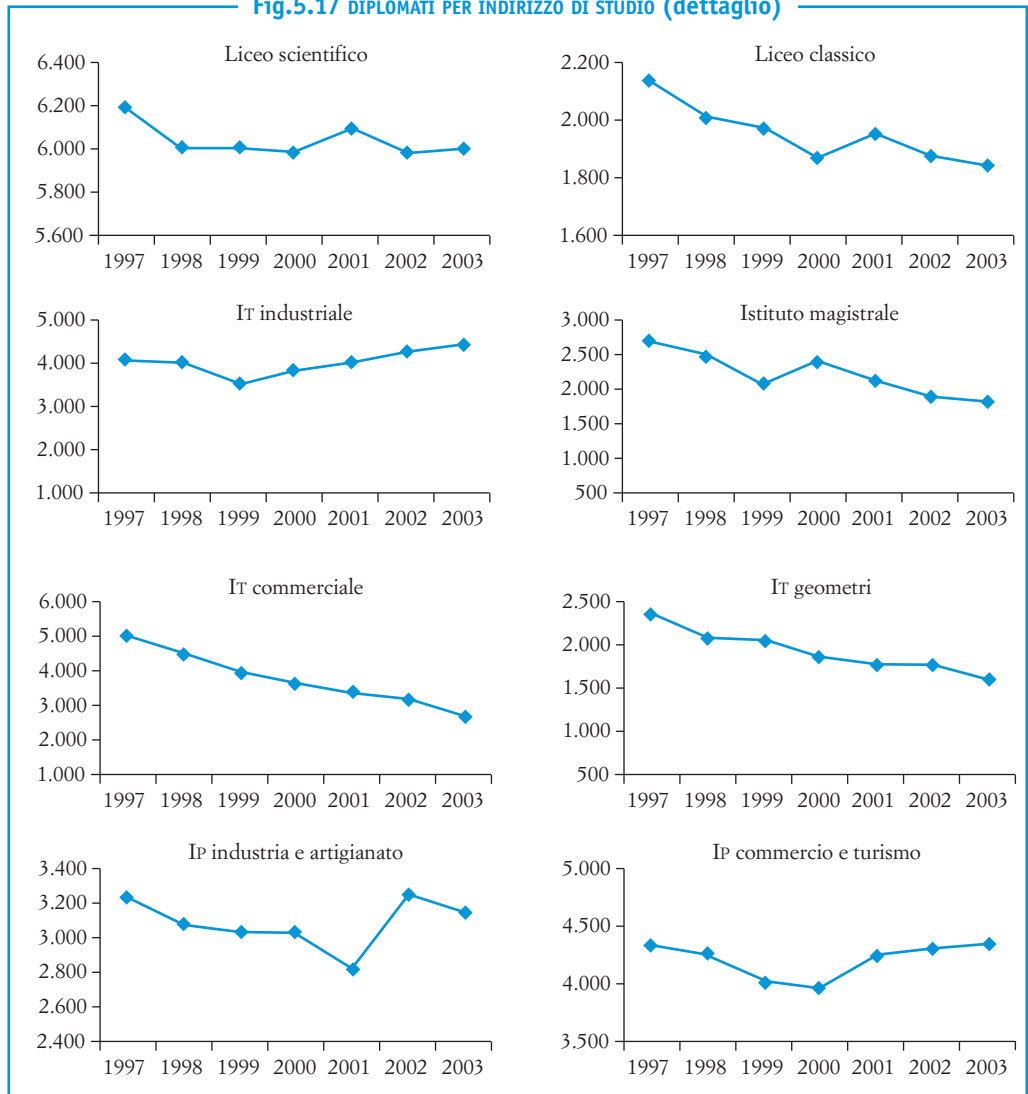 Fig.5.17 DIPLOMATI PER INDIRIZZO DI STUDIO (dettaglio)
Liceo scientifico
6.400
6.200
6.000
5.800
5.600
1997 1998 1999 2000 2001 2002 2003
Liceo classico
2.200
2.000
1.800
1.600
1997 1998 1999 2000 2001 2002 2003
IT industriale
5.000
4.000
3.000
2.000
1.000
1997 1998 1999 2000 2001 2002 2003
Istituto magistrale
3.000
2.500
2.000
1.500
1.000
500
1997 1998 1999 2000 2001 2002 2003
IT commerciale
6.000
5.000
4.000
3.000
2.000
1.000
1997 1998 1999 2000 2001 2002 2003
IT geometri
2.500
2.000
1.500
1.000
500
1997 1998 1999 2000 2001 2002 2003
IP industria e artigianato
3.400
3.200
3.000
2.800
2.600
2.400
1997 1998 1999 2000 2001 2002 2003
IP commercio e turismo
5.000
4.500
4.000
3.500
1997 1998 1999 2000 2001 2002 2003